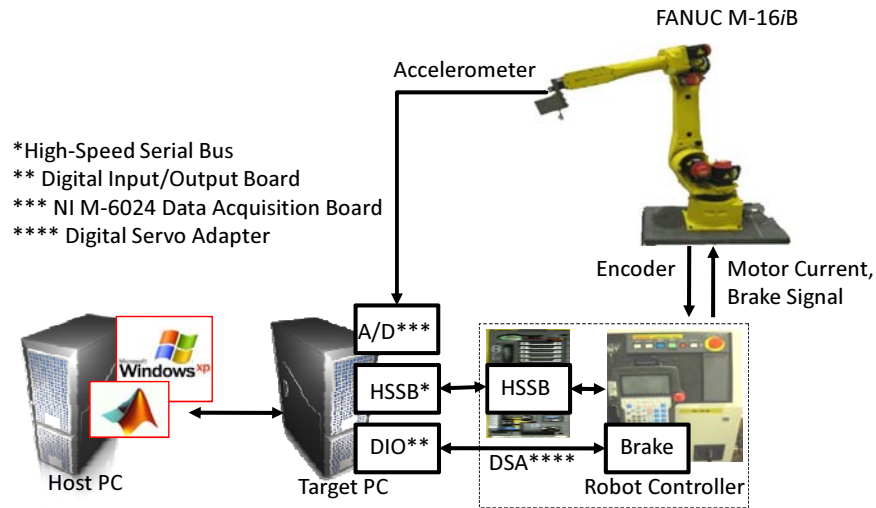 FANUC M-16iB
Accelerometer
*High-Speed Serial Bus
** Digital Input/Output Board
*** NI M-6024 Data Acquisition Board
**** Digital Servo Adapter
Encoder
Motor Current,
Brake Signal
A/D***
Microsoft
Windows xp
HSSB*
HSSB
DIO**
DSA****
Brake
Host PC
Target PC
Robot Controller